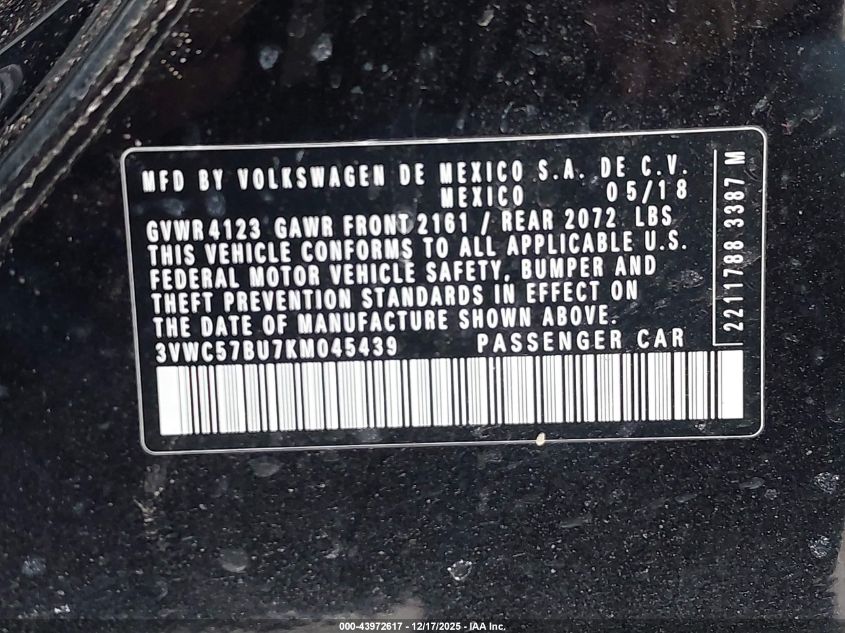 MFD BY VOLKSWAGEN DE MEXICO S.A. DE C.V.
MEXICO 05/18
GVWR 4123 GAWR FRONT 2161 / REAR 2072 LBS
THIS VEHICLE CONFORMS TO ALL APPLICABLE U.S.
FEDERAL MOTOR VEHICLE SAFETY, BUMPER AND
THEFT PREVENTION STANDARDS IN EFFECT ON
THE DATE OF MANUFACTURE SHOWN ABOVE.
3VWC57BU7KM045439 PASSENGER CAR
2211788 3387 M
000-43972617 - 12/17/2025 - IAA Inc.